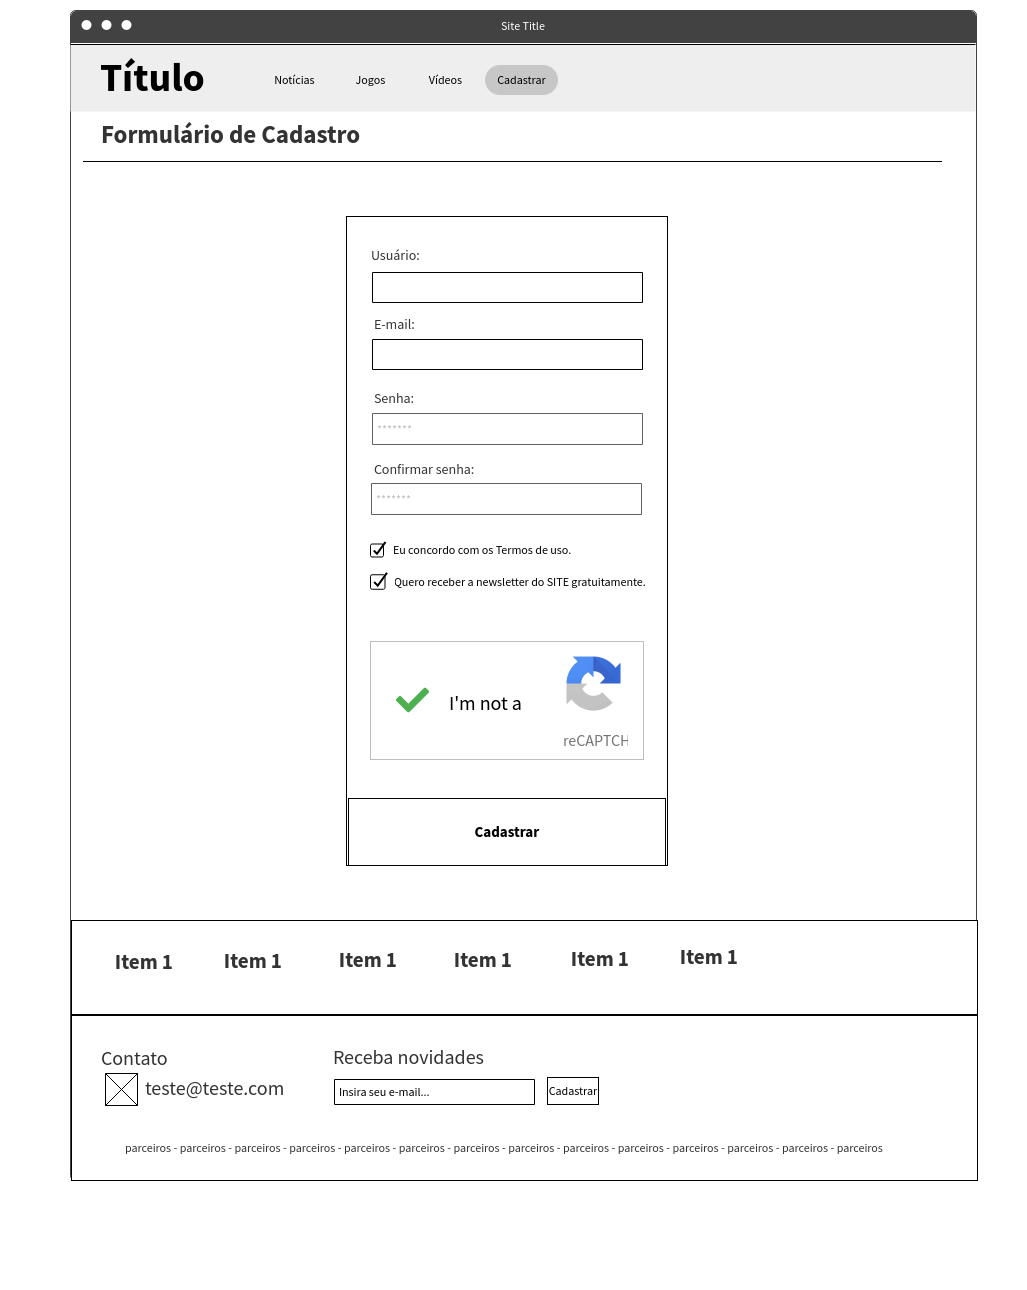 Site Title
Título
Notícias Jogos Vídeos Cadastrar
Formulário de Cadastro
Usuário:
E-mail:
Senha:
*******
Confirmar senha:
*******
Eu concordo com os Termos de uso.
Quero receber a newsletter do SITE gratuitamente.
I'm not a
reCAPTCH
Cadastrar
Item 1 Item 1 Item 1 Item 1 Item 1 Item 1
Contato
teste@teste.com
Receba novidades
Insira seu e-mail... Cadastrar
parceiros - parceiros - parceiros - parceiros - parceiros - parceiros - parceiros - parceiros - parceiros - parceiros - parceiros - parceiros - parceiros - parceiros